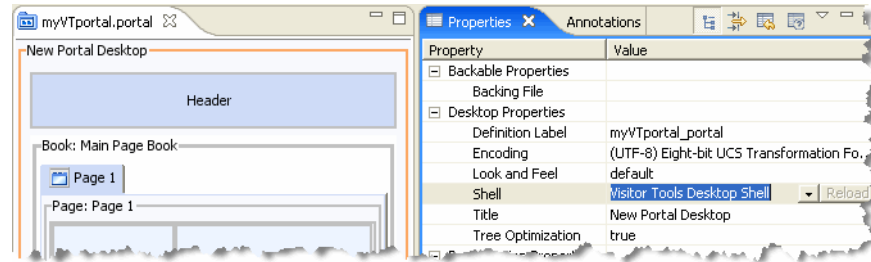 myVTportal.portal
New Portal Desktop
Header
Book: Main Page Book
Page 1
Page: Page 1
Properties Annotations
Property Value
Backable Properties
Backing File
Desktop Properties
Definition Label myVTportal_portal
Encoding (UTF-8) Eight-bit UCS Transformation Fo..
Look and Feel default
Shell Visitor Tools Desktop Shell Reload
Title New Portal Desktop
Tree Optimization true